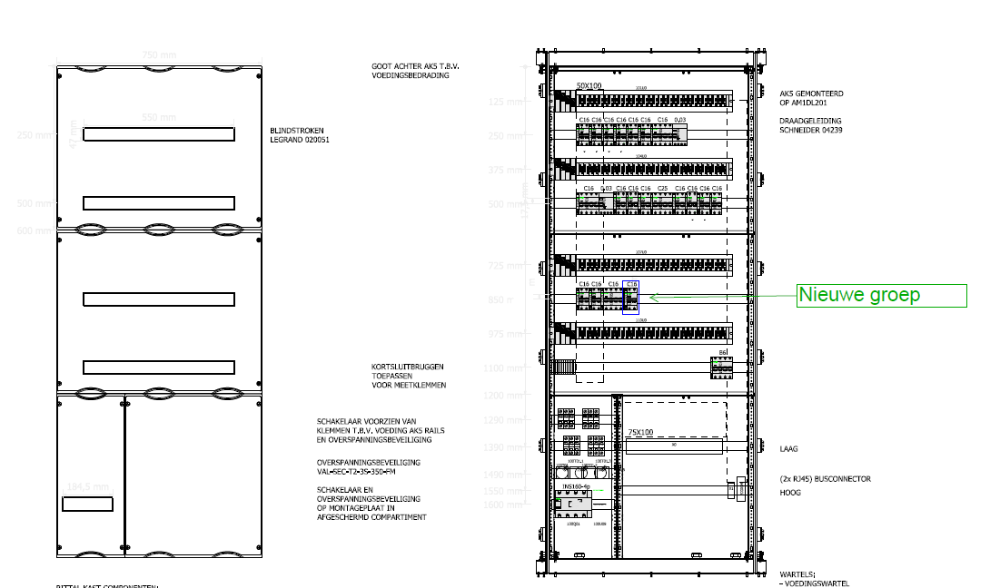 750 mm
550 mm
47 mm
250 mm
500 mm
600 mm
184,5 mm
BLINDSTROKEN
LEGRAND 020051
GOOT ACHTER AK5 T.B.V.
VOEDINGSBEDRADING
KORTSLUITBRUGGEN
TOEPASSEN
VOOR MEETKLEMMEN
SCHAKELAAR VOORZIEN VAN
KLEMMEN T.B.V. VOEDING AK5 RAILS
EN OVERSPANNINGSBEVEILIGING
OVERSPANNINGSBEVEILIGING
VAL-SEC-T2-3S-350-FM
SCHAKELAAR EN
OVERSPANNINGSBEVEILIGING
OP MONTAGEPLAAT IN
AFGESCHERMD COMPARTIMENT
125 mm
250 mm
375 mm
500 mm
725 mm
850
975 mm
1100 mm
1200 mm
1290 mm
1390 mm
1490 mm
1550 mm
1600 mm
50X100
C16 C16 C16 C16 C16 C16 C16 0,03
C16 0,03 C16 C16 C16 C25 C16 C16 C16 C16
C16 C16 C16 C16
B6
75X100
INS160-4p
AK5 GEMONTEERD
OP AM1DL201
DRAADGELEIDING
SCHNEIDER 04239
Nieuwe groep
LAAG
(2x RJ45) BUSCONNECTOR
HOOG
WARTELS;
- VOEDINGSWARTEL
RITTAL KAST COMPONENTEN: